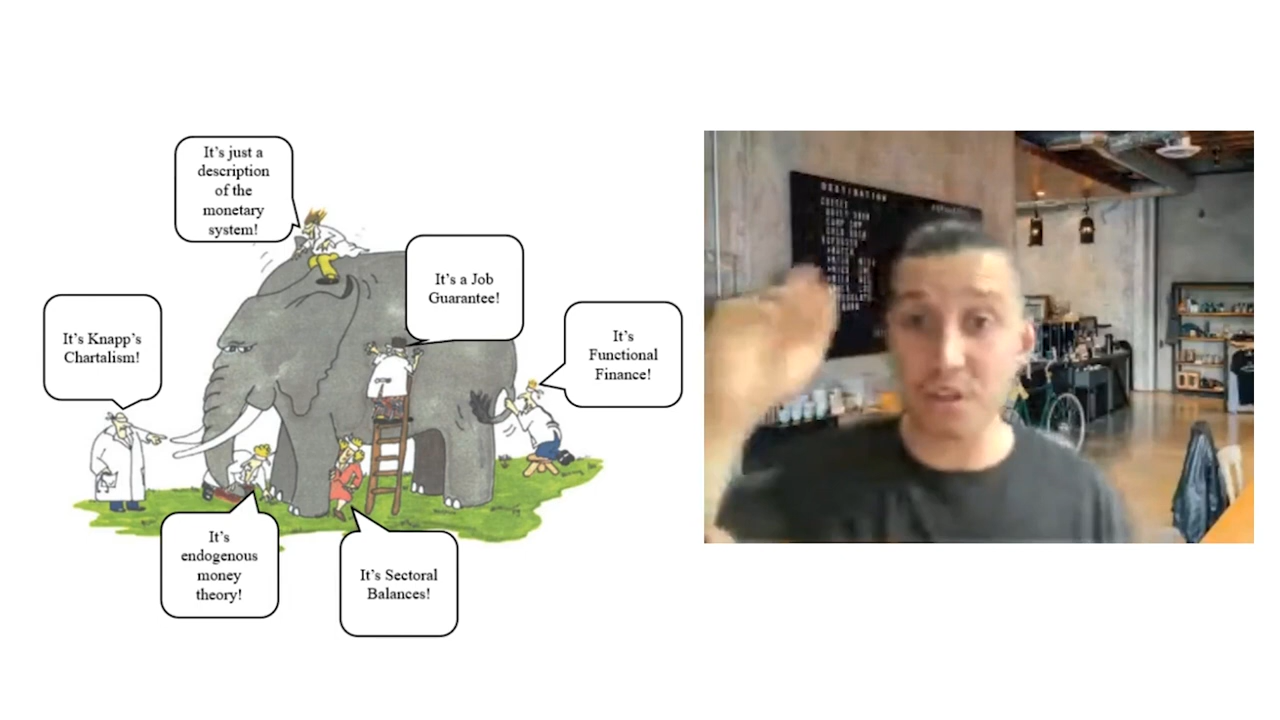 It's just a
description
of the
monetary
system!
It's a Job
Guarantee!
It's Knapp's
Chartalism!
It's
Functional
Finance!
It's
endogenous
money
theory!
It's Sectoral
Balances!
DESTINATION